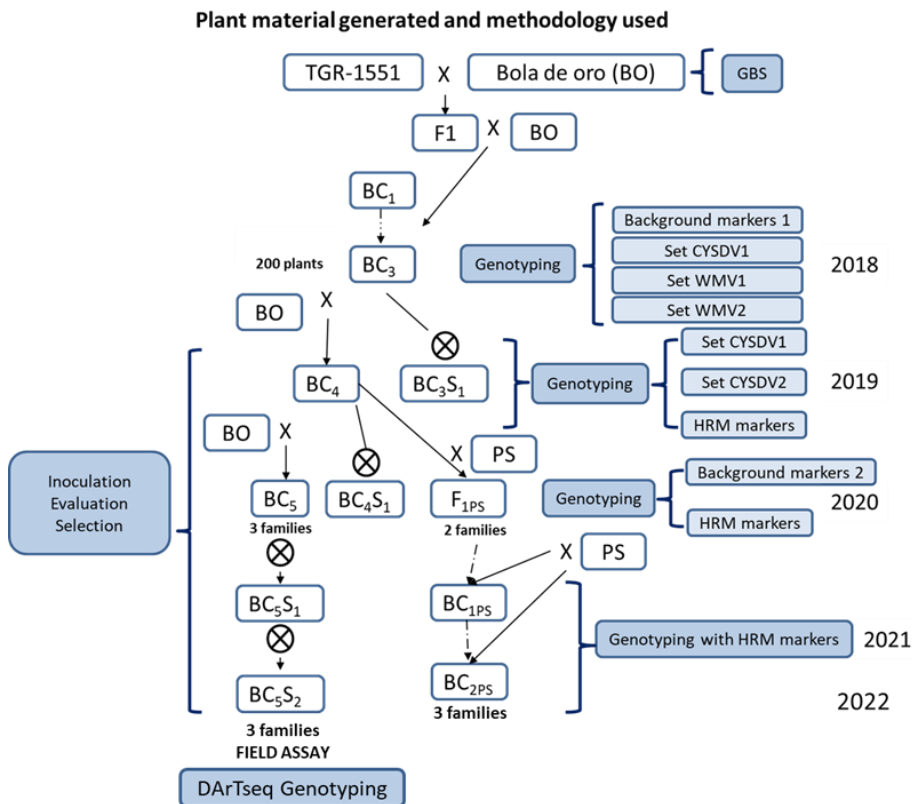 Plant material generated and methodology used
TGR-1551 X Bola de oro (BO) GBS
F1 X BO
BC1
Background markers 1
Set CYSDV1
200 plants BC3 Genotyping 2018
Set WMV1
Set WMV2
BO X
Set CYSDV1
BC4 BC3S1 Genotyping Set CYSDV2 2019
HRM markers
BO X
X PS
Inoculation
Evaluation
Selection
Background markers 2
BC5 BC4S1 F1PS Genotyping 2020
3 families 2 families HRM markers
X PS
BC5S1 BC1PS
Genotyping with HRM markers 2021
BC5S2 BC2PS 2022
3 families 3 families
FIELD ASSAY
DArTseq Genotyping